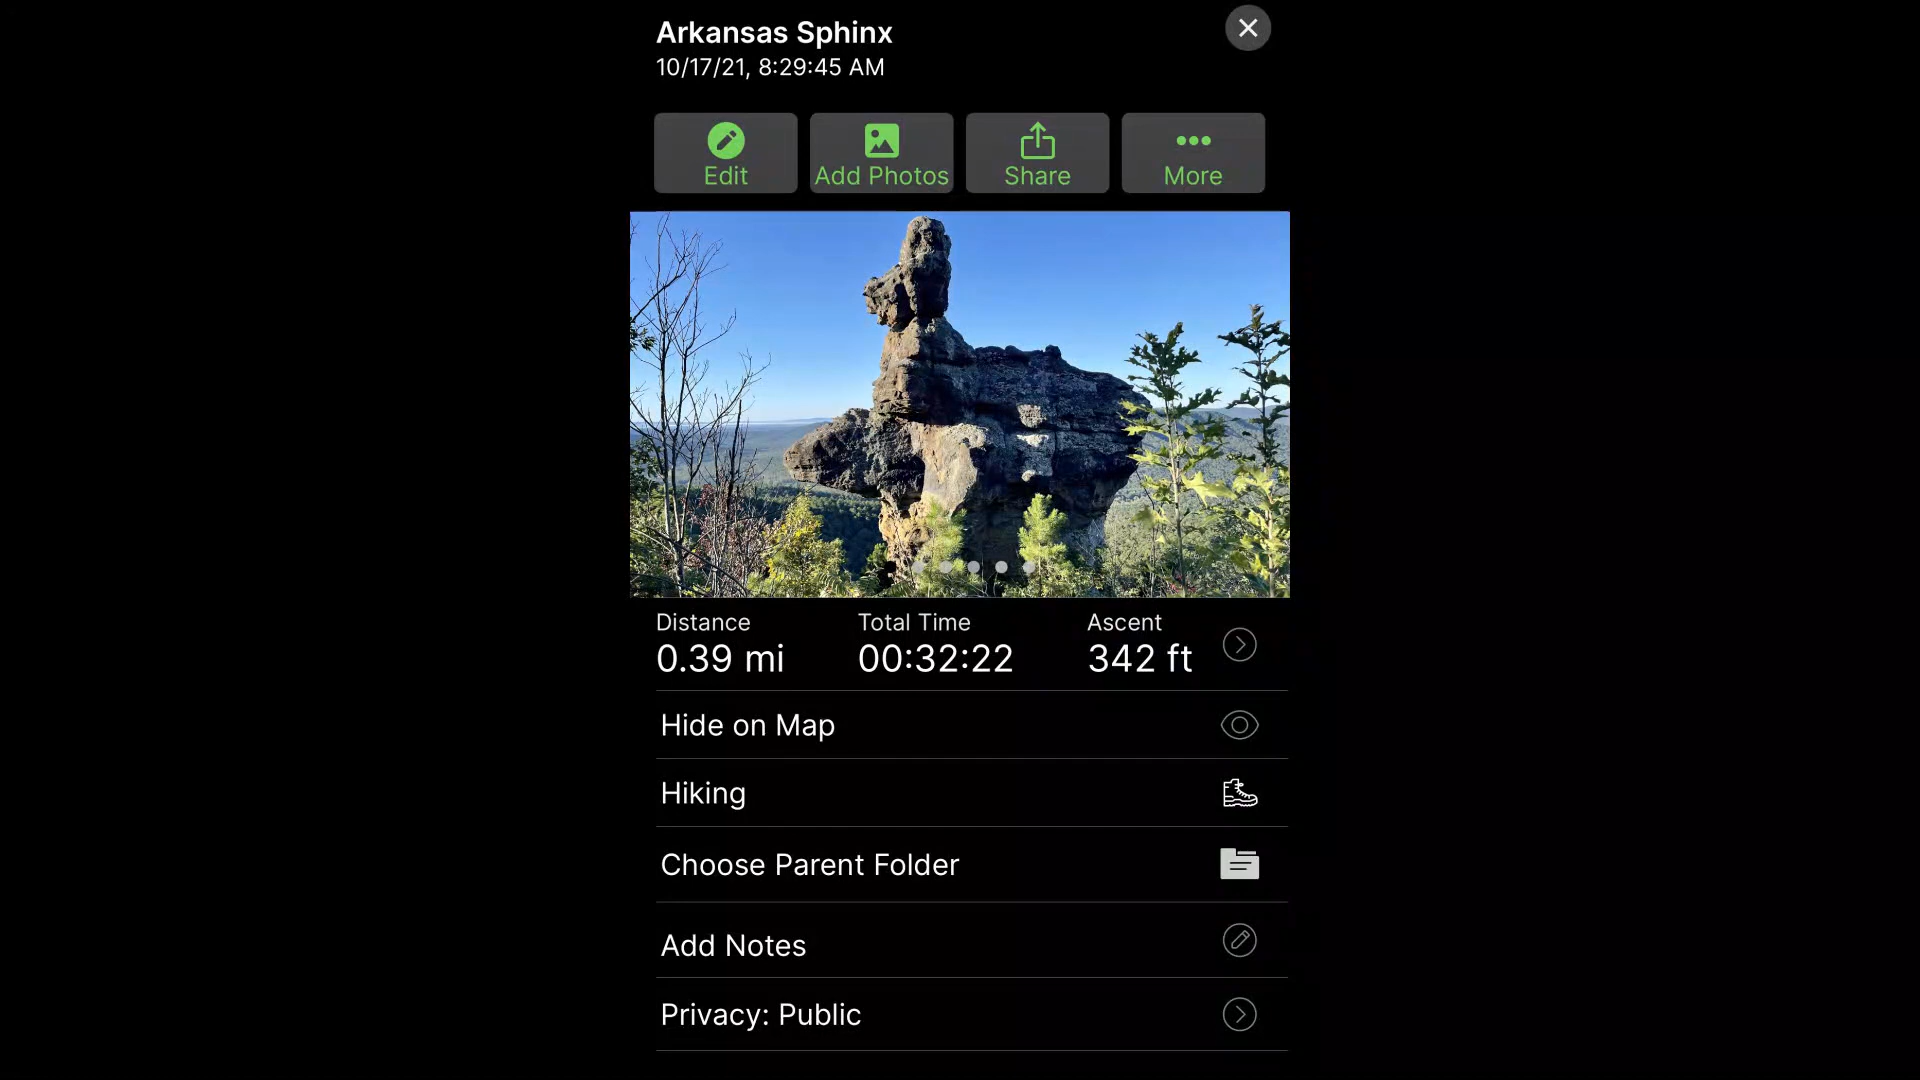 Arkansas Sphinx
10/17/21, 8:29:45 AM
Edit
Add Photos
Share
More
Distance
Total Time
Ascent
0.39 mi
00:32:22
342 ft
Hide on Map
Hiking
Choose Parent Folder
Add Notes
Privacy: Public